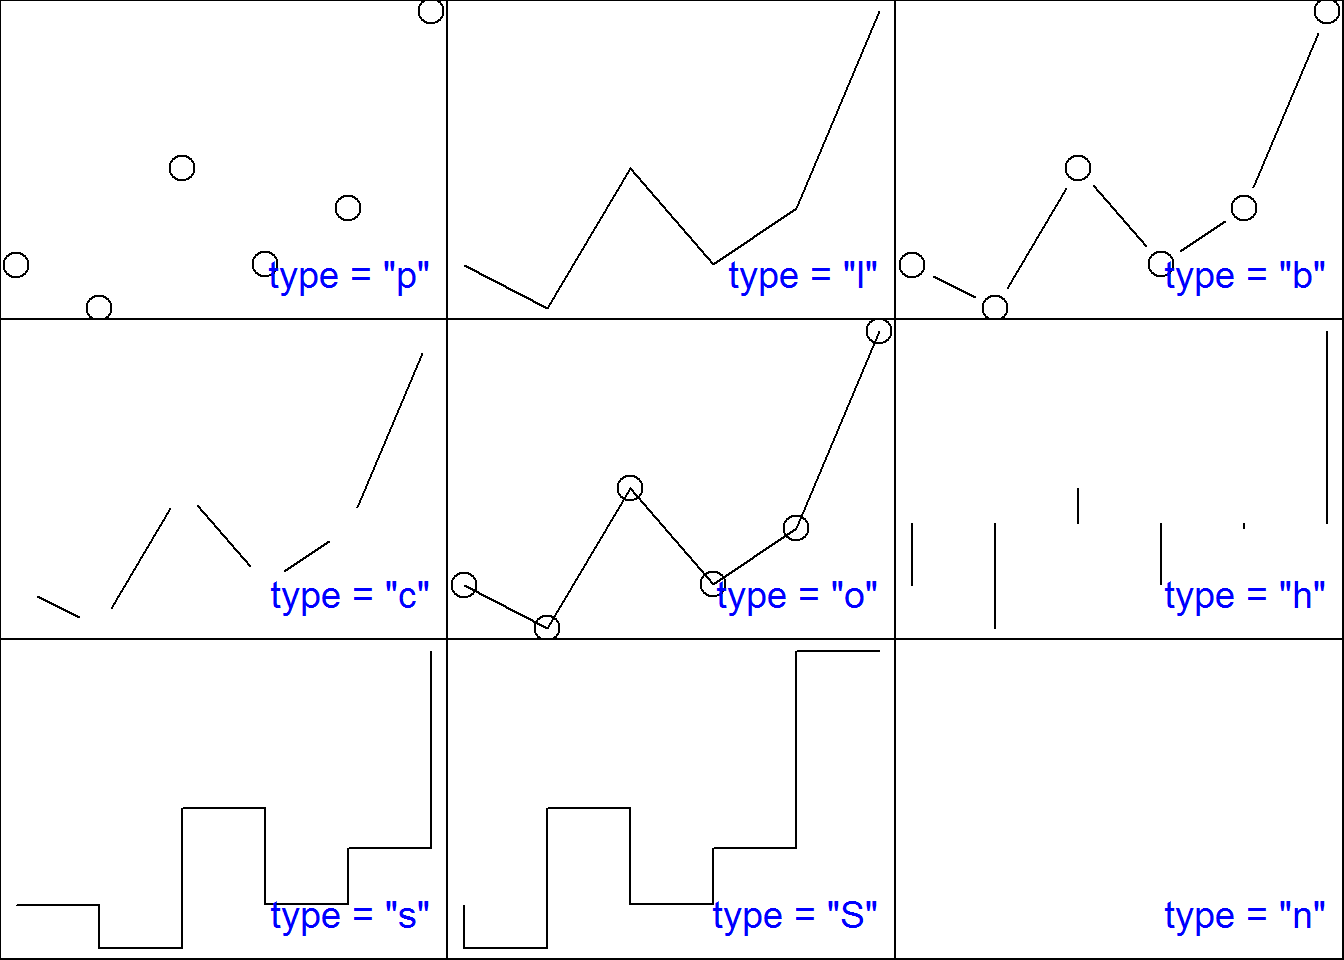 type = "p"
type = "l"
type = "b"
type = "c"
type = "o"
type = "h"
type = "s"
type = "S"
type = "n"